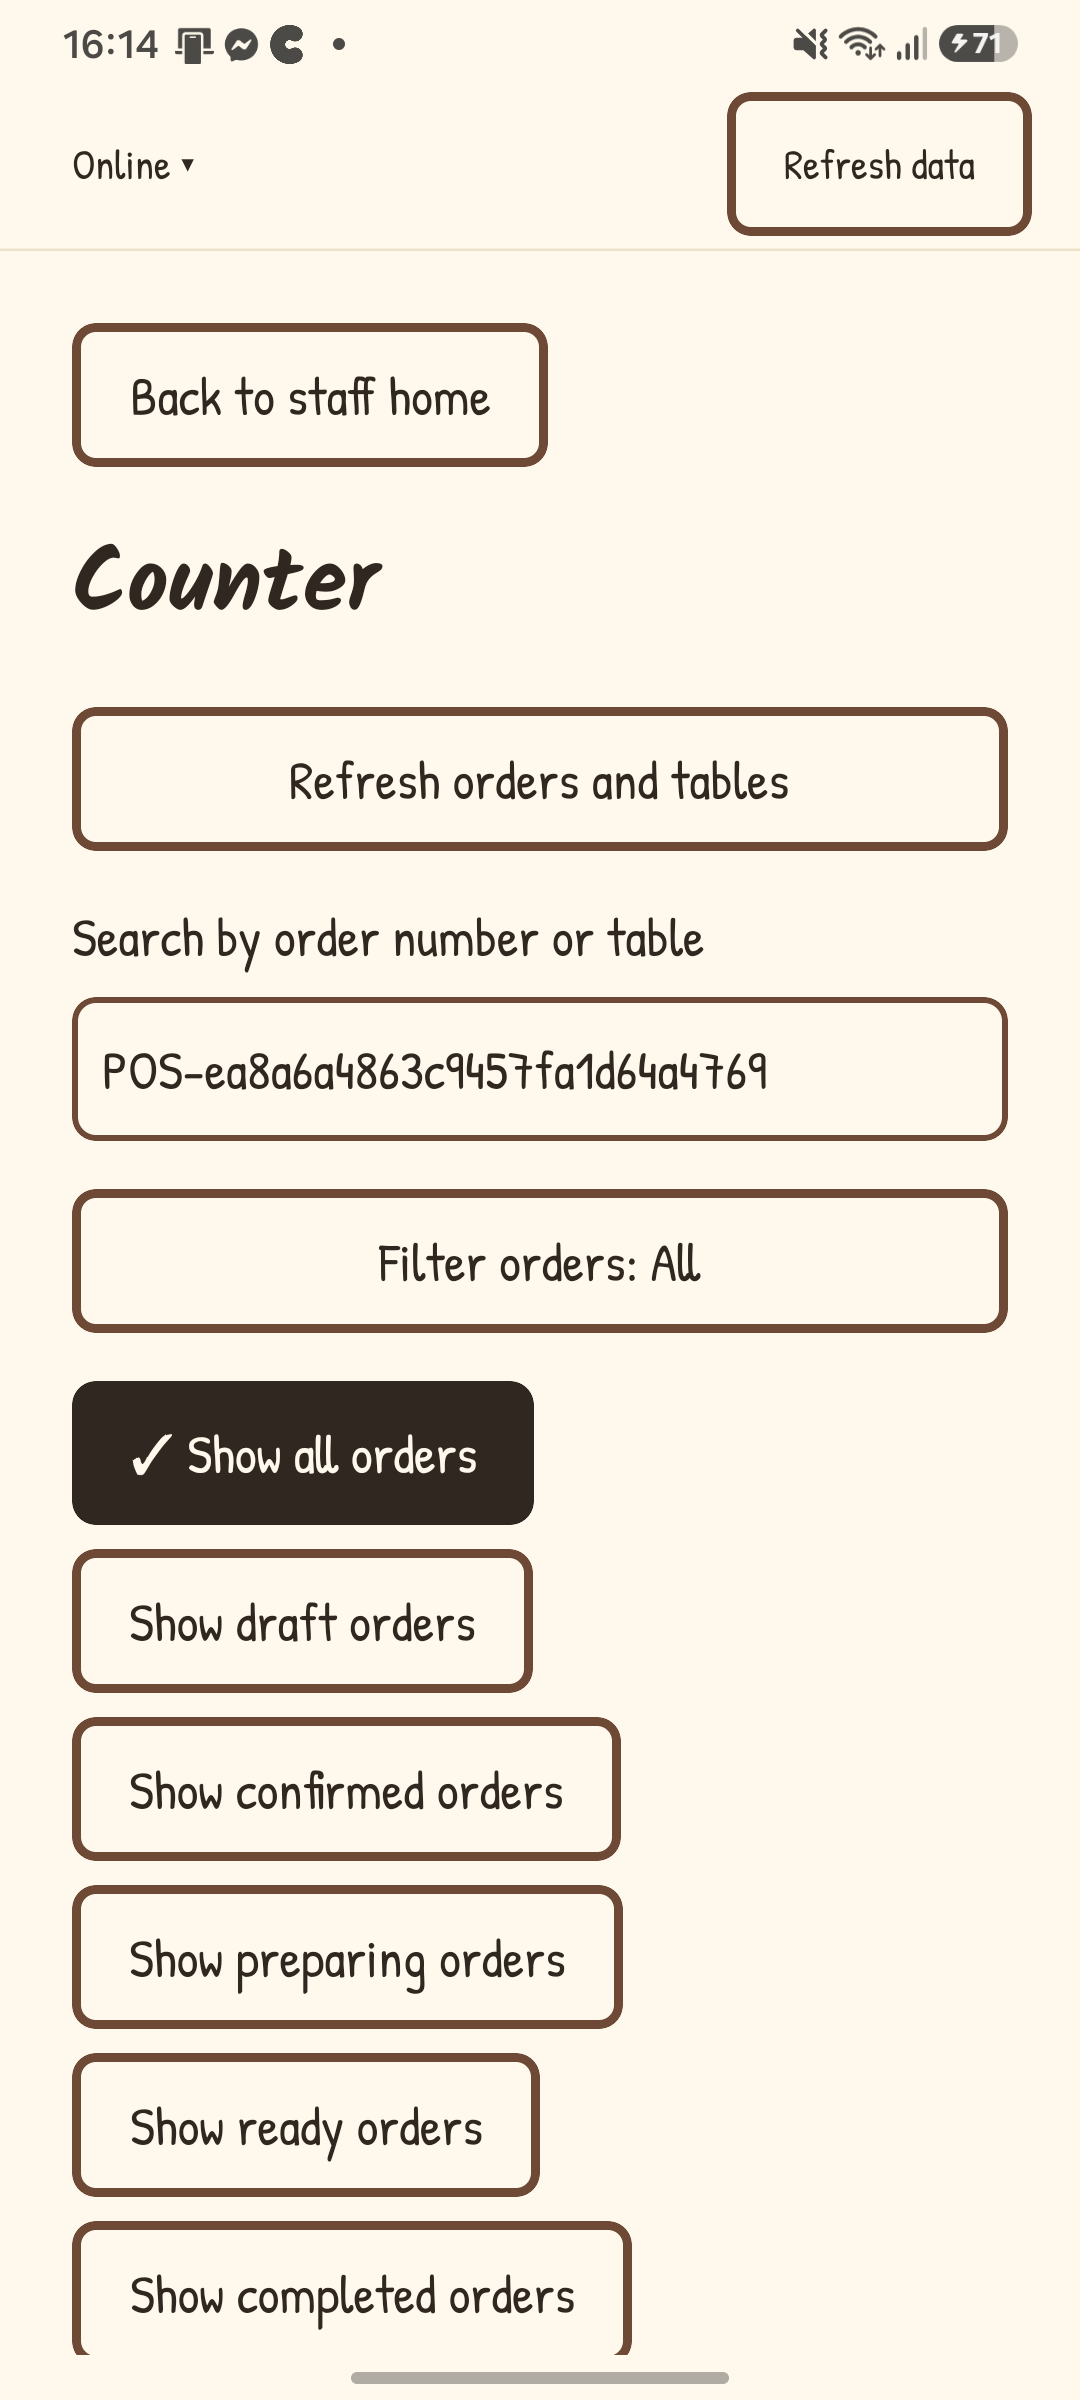 16:14
71
Online ▾
Refresh data
Back to staff home
Counter
Refresh orders and tables
Search by order number or table
POS-ea8a6a4863c9457fa1d64a4769
Filter orders: All
✓ Show all orders
Show draft orders
Show confirmed orders
Show preparing orders
Show ready orders
Show completed orders